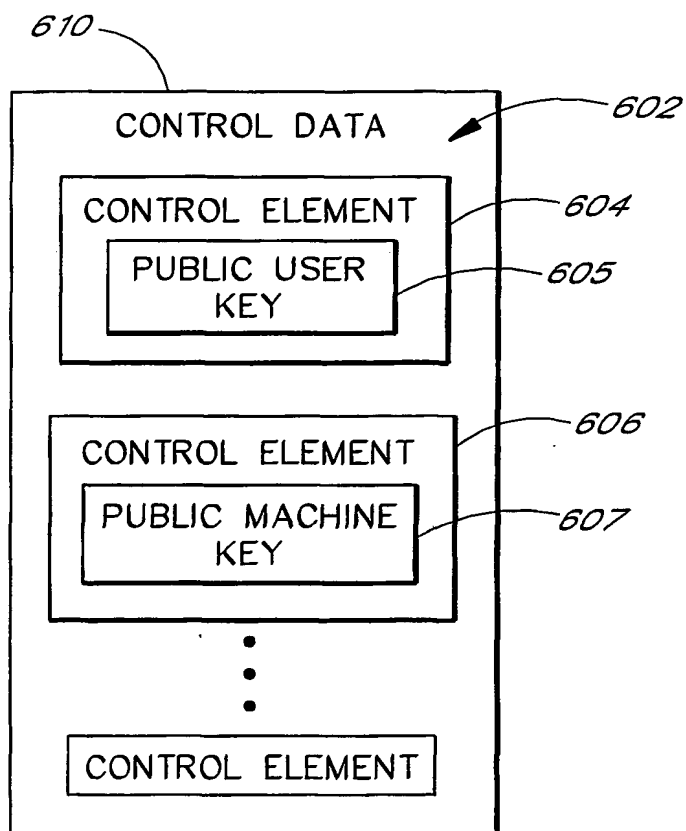 610
CONTROL DATA
602
CONTROL ELEMENT
604
PUBLIC USER
KEY
605
606
CONTROL ELEMENT
PUBLIC MACHINE
KEY
607
CONTROL ELEMENT